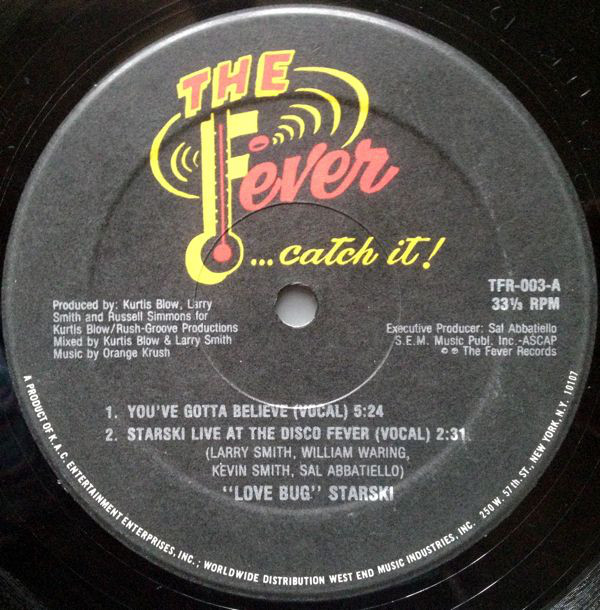 THE
Fever
...catch it!
TFR-003-A
33⅓ RPM
Produced by: Kurtis Blow, Larry
Smith and Russell Simmons for
Kurtis Blow/Rush-Groove Productions
Mixed by Kurtis Blow & Larry Smith
Music by Orange Krush
Executive Producer: Sal Abbatiello
S.E.M. Music Publ. Inc.-ASCAP
© ℗ The Fever Records
1. YOU'VE GOTTA BELIEVE (VOCAL) 5:24
2. STARSKI LIVE AT THE DISCO FEVER (VOCAL) 2:31
(LARRY SMITH, WILLIAM WARING,
KEVIN SMITH, SAL ABBATIELLO)
"LOVE BUG" STARSKI
A PRODUCT OF K.A.C. ENTERTAINMENT ENTERPRISES, INC.; WORLDWIDE DISTRIBUTION WEST END MUSIC INDUSTRIES, INC. 250 W. 57th. ST., NEW YORK, N.Y. 10107